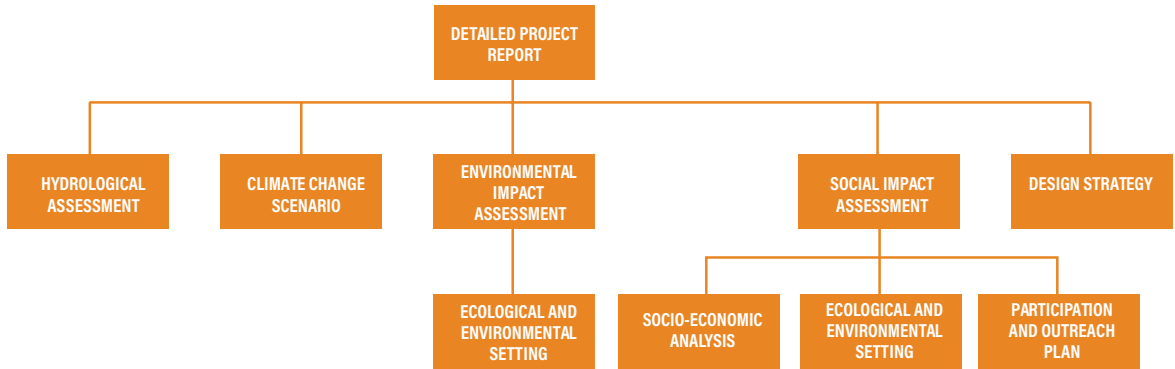 DETAILED PROJECT
REPORT
HYDROLOGICAL
ASSESSMENT
CLIMATE CHANGE
SCENARIO
ENVIRONMENTAL
IMPACT
ASSESSMENT
SOCIAL IMPACT
ASSESSMENT
DESIGN STRATEGY
ECOLOGICAL AND
ENVIRONMENTAL
SETTING
SOCIO-ECONOMIC
ANALYSIS
ECOLOGICAL AND
ENVIRONMENTAL
SETTING
PARTICIPATION
AND OUTREACH
PLAN